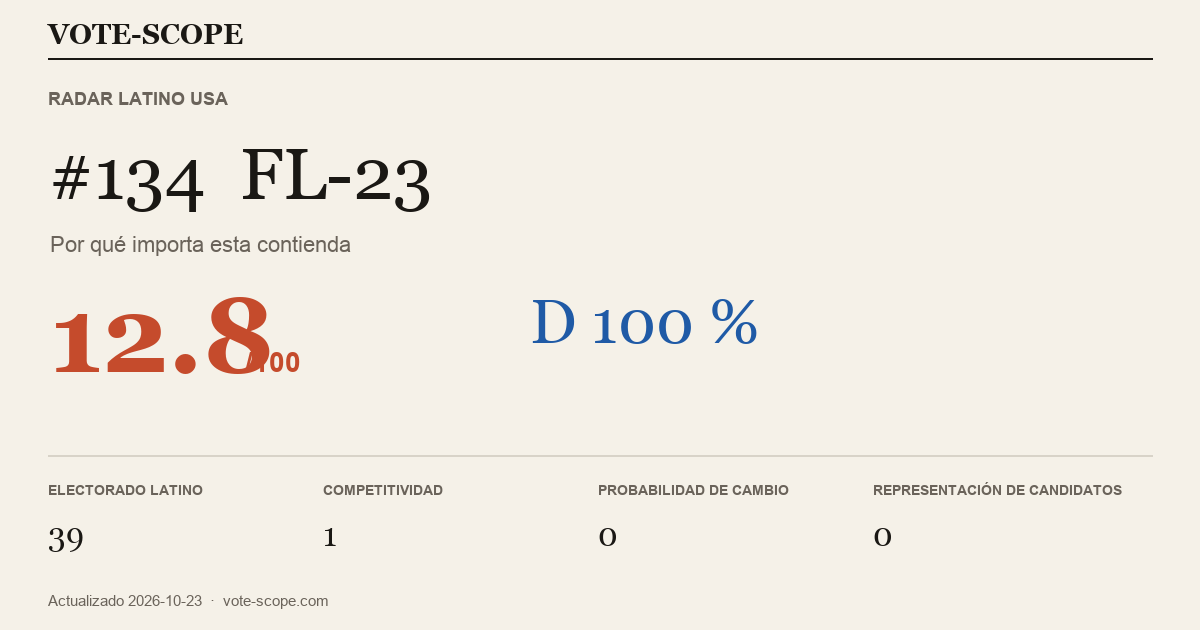 VOTE-SCOPE
RADAR LATINO USA
#134 FL-23
Por qué importa esta contienda
12.8/100 D 100 %
ELECTORADO LATINO COMPETITIVIDAD PROBABILIDAD DE CAMBIO REPRESENTACIÓN DE CANDIDATOS
39 1 0 0
Actualizado 2026-10-23 · vote-scope.com